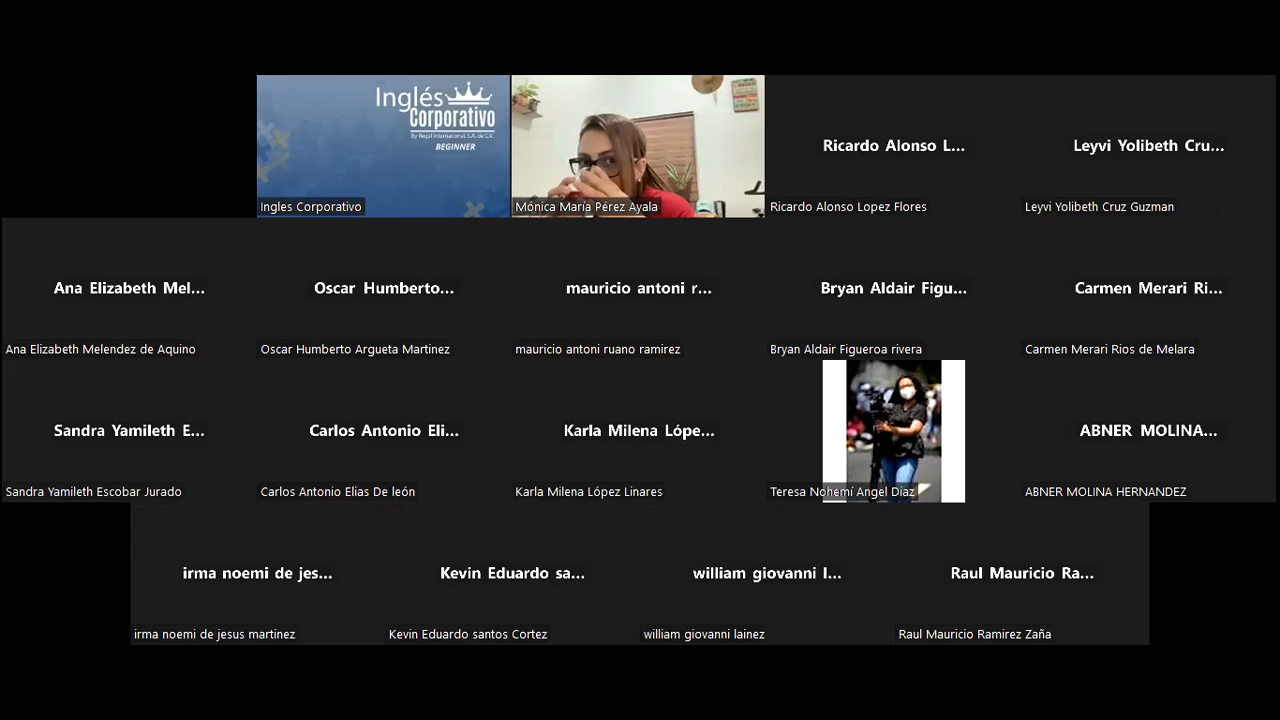 Inglés
Corporativo
By Regal International, S.A. de C.V.
BEGINNER
Ingles Corporativo
Mónica María Pérez Ayala
Ricardo Alonso L...
Ricardo Alonso Lopez Flores
Leyvi Yolibeth Cru...
Leyvi Yolibeth Cruz Guzman
Ana Elizabeth Mel...
Ana Elizabeth Melendez de Aquino
Oscar Humberto...
Oscar Humberto Argueta Martinez
mauricio antoni r...
mauricio antoni ruano ramirez
Bryan Aldair Figu...
Bryan Aldair Figueroa rivera
Carmen Merari Ri...
Carmen Merari Rios de Melara
Sandra Yamileth E...
Sandra Yamileth Escobar Jurado
Carlos Antonio Eli...
Carlos Antonio Elias De león
Karla Milena Lópe...
Karla Milena López Linares
Teresa Nohemí Angel Diaz
ABNER MOLINA...
ABNER MOLINA HERNANDEZ
irma noemi de jes...
irma noemi de jesus martinez
Kevin Eduardo sa...
Kevin Eduardo santos Cortez
william giovanni l...
william giovanni lainez
Raul Mauricio Ra...
Raul Mauricio Ramirez Zaña